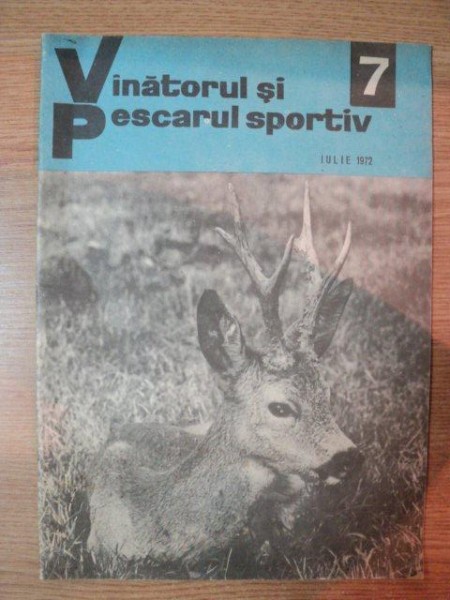 Vînătorul și
Pescarul sportiv
7
IULIE 1972